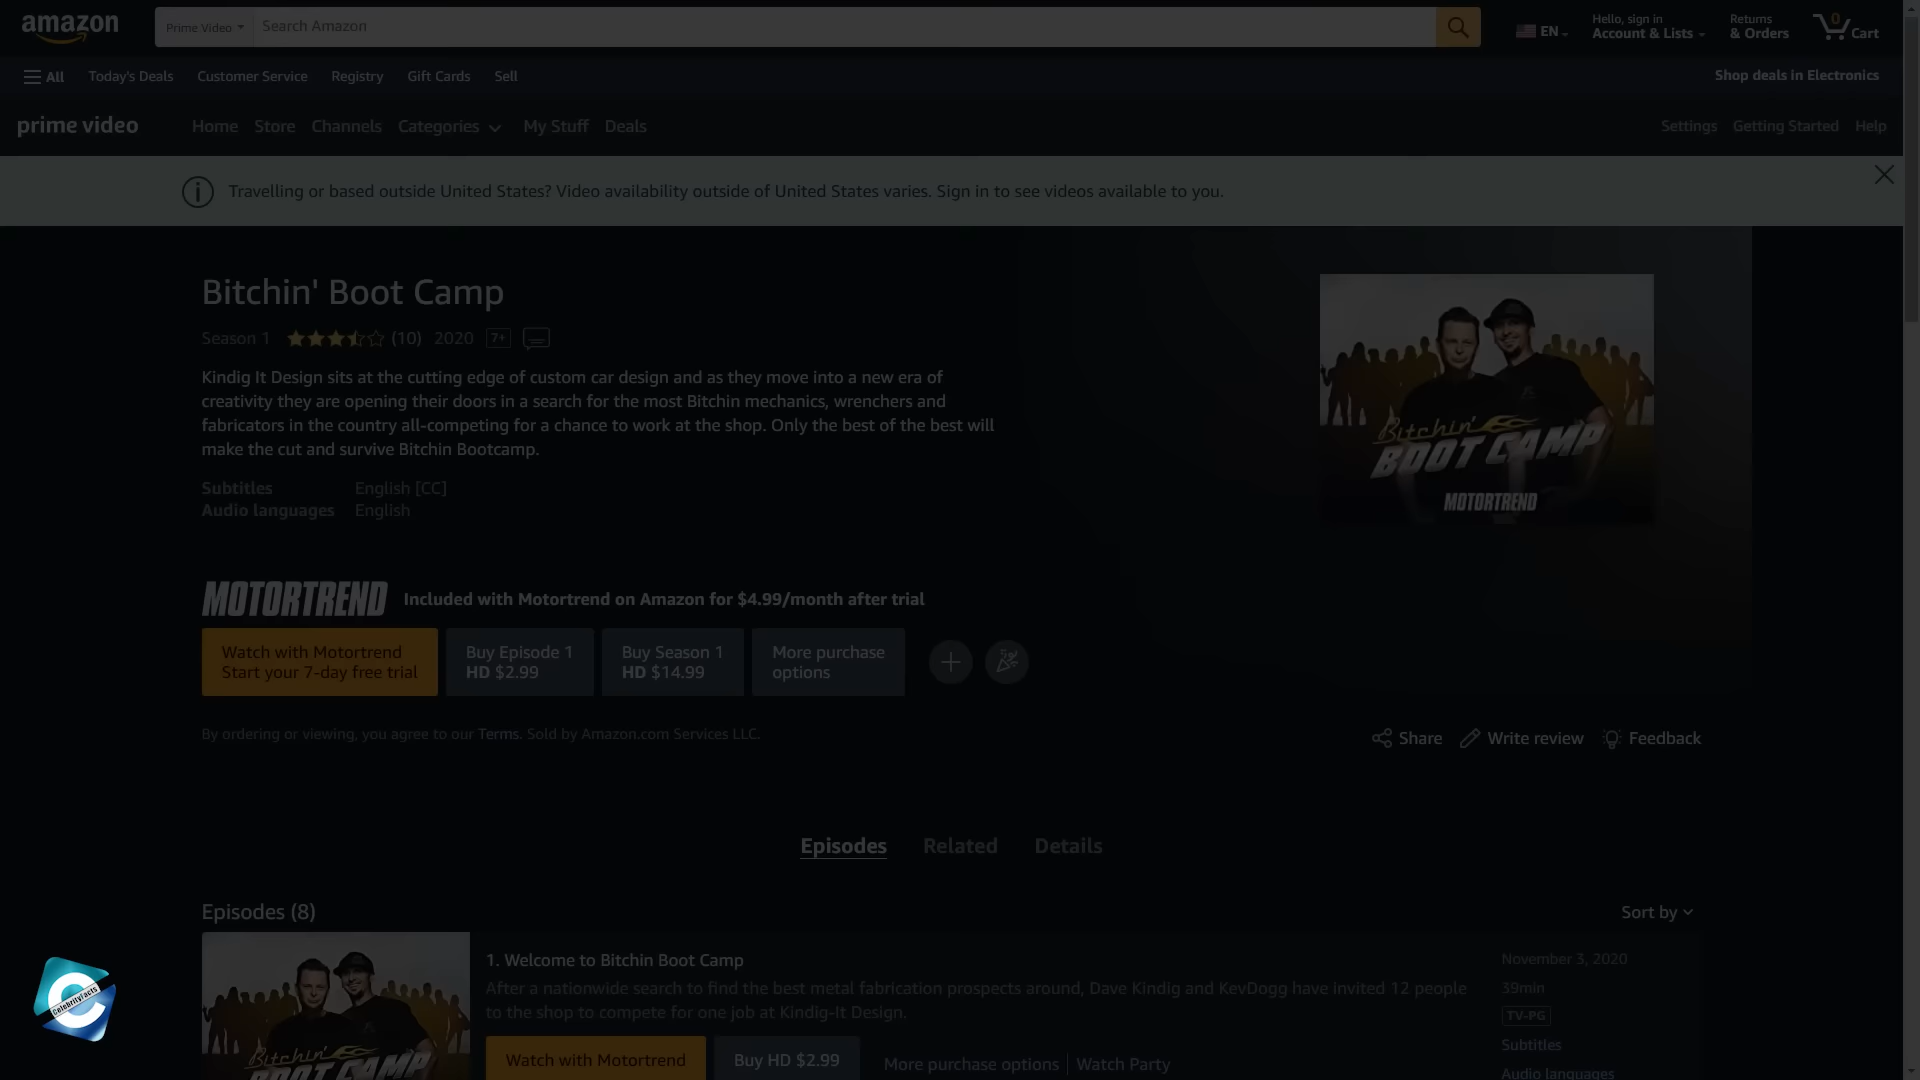 amazon
Prime Video
Search Amazon
EN
Hello, sign in
Account & Lists
Returns
& Orders
0
Cart
All
Today's Deals
Customer Service
Registry
Gift Cards
Sell
Shop deals in Electronics
prime video
Home
Store
Channels
Categories
My Stuff
Deals
Settings
Getting Started
Help
Travelling or based outside United States? Video availability outside of United States varies. Sign in to see videos available to you.
Bitchin' Boot Camp
Season 1
(10)
2020
7+
Kindig It Design sits at the cutting edge of custom car design and as they move into a new era of
creativity they are opening their doors in a search for the most Bitchin mechanics, wrenchers and
fabricators in the country all-competing for a chance to work at the shop. Only the best of the best will
make the cut and survive Bitchin Bootcamp.
Bitchin'
BOOT CAMP
MOTORTREND
Subtitles
English [CC]
Audio languages
English
MOTORTREND
Included with Motortrend on Amazon for $4.99/month after trial
Watch with Motortrend
Start your 7-day free trial
Buy Episode 1
HD $2.99
Buy Season 1
HD $14.99
More purchase
options
By ordering or viewing, you agree to our Terms. Sold by Amazon.com Services LLC.
Share
Write review
Feedback
Episodes
Related
Details
Episodes (8)
Sort by
Bitchin'
BOOT CAMP
1. Welcome to Bitchin Boot Camp
After a nationwide search to find the best metal fabrication prospects around, Dave Kindig and KevDogg have invited 12 people
to the shop to compete for one job at Kindig-It Design.
November 3, 2020
39min
TV-PG
Subtitles
Audio languages
Watch with Motortrend
Buy HD $2.99
More purchase options
Watch Party
CelebrityFacts